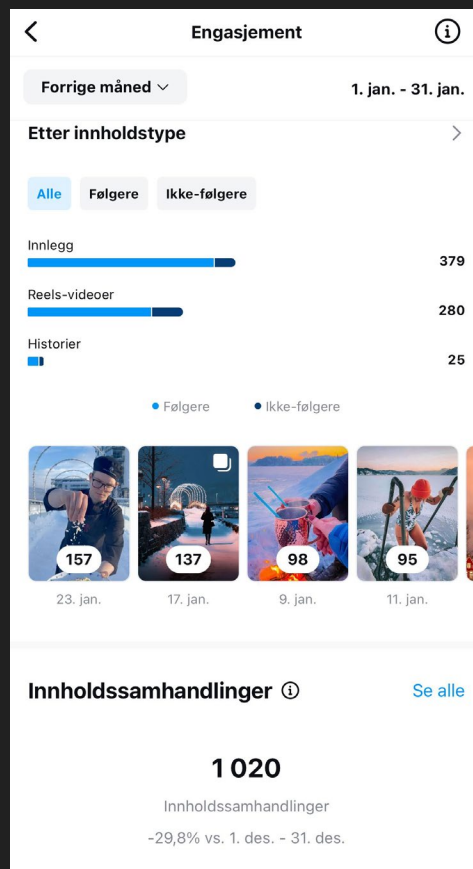 Engasjement
Forrige måned
1. jan. - 31. jan.
Etter innholdstype
Alle
Følgere
Ikke-følgere
Innlegg
379
Reels-videoer
280
Historier
25
Følgere
Ikke-følgere
157
137
98
95
23. jan.
17. jan.
9. jan.
11. jan.
Innholdssamhandlinger
Se alle
1 020
Innholdssamhandlinger
-29,8% vs. 1. des. - 31. des.